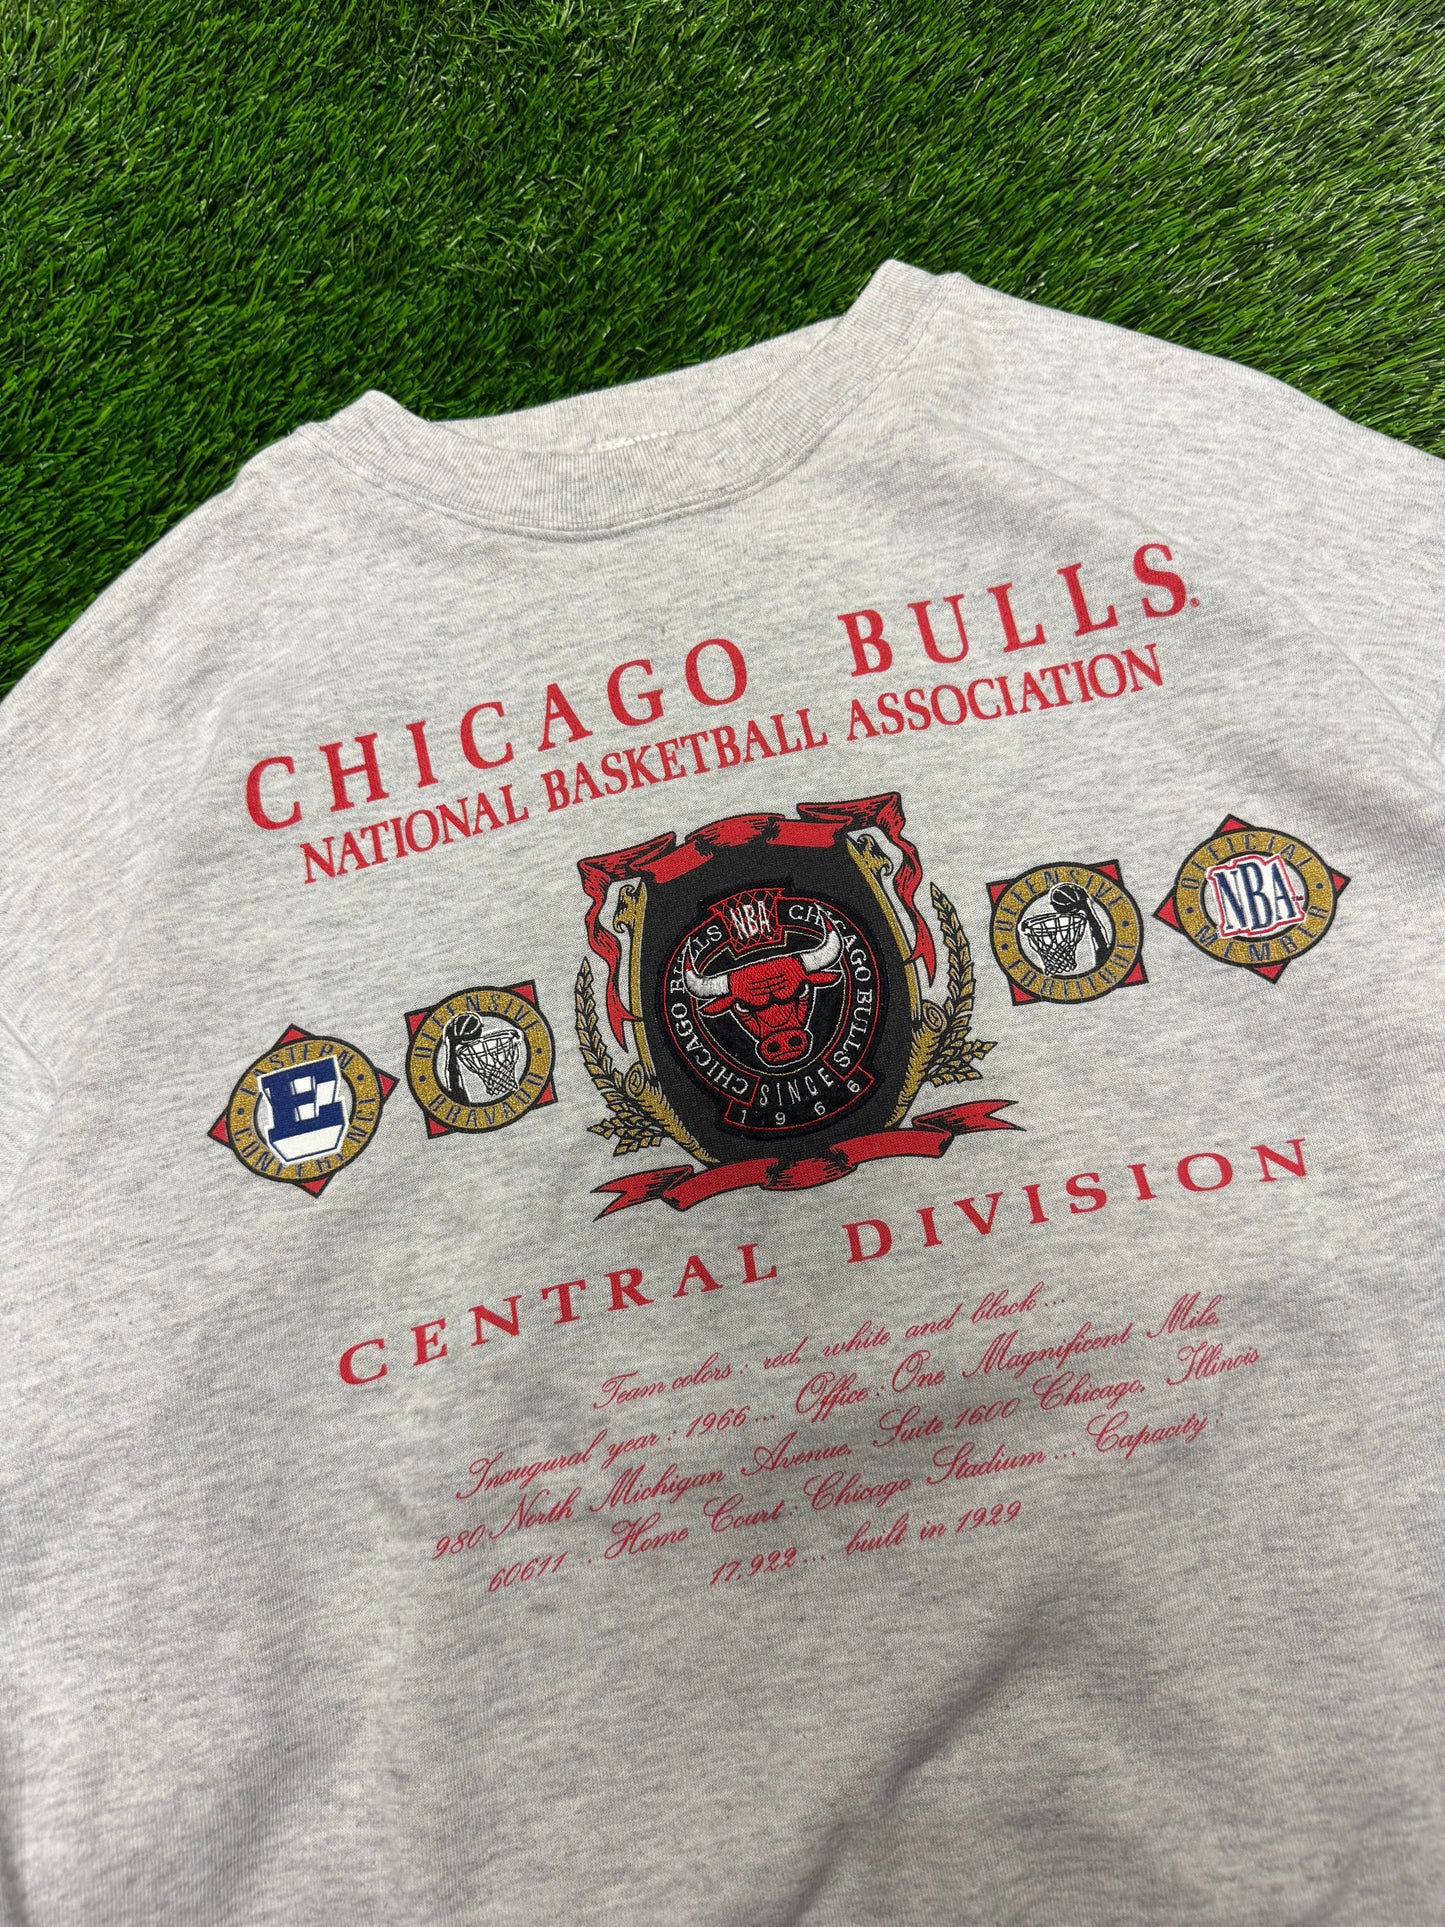 CHICAGO BULLS®
NATIONAL BASKETBALL ASSOCIATION
EASTERN
E
CONFERENCE
OFFENSIVE
BRAVADO
NBA
CHICAGO BULLS CHICAGO BULLS
SINCE
1966
DEFENSIVE
FORTITUDE
OFFICIAL
NBA
MEMBER
CENTRAL DIVISION
Team colors : red, white and black ...
Inaugural year : 1966 ... Office : One Magnificent Mile,
980 North Michigan Avenue, Suite 1600 Chicago, Illinois
60611 ... Home Court : Chicago Stadium ... Capacity :
17,922 ... built in 1929